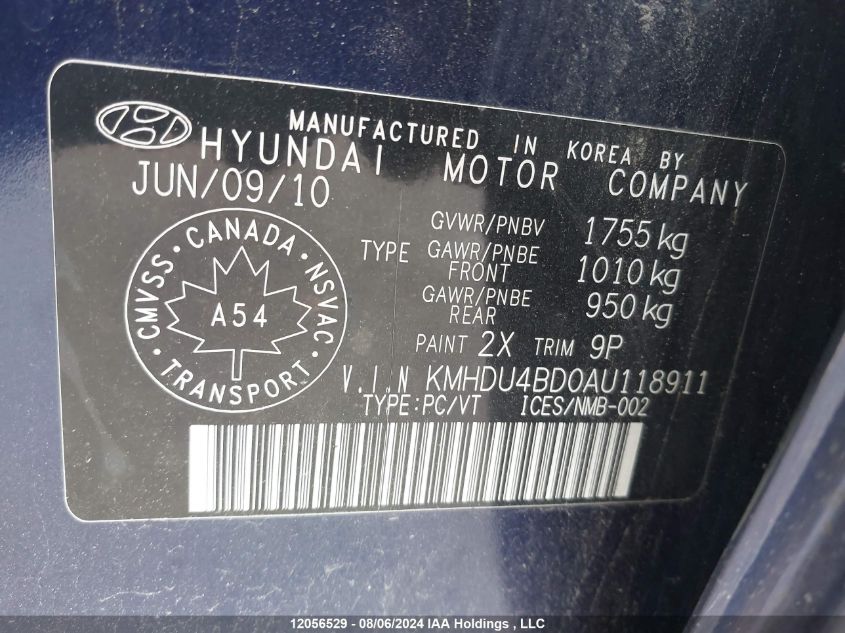 MANUFACTURED IN KOREA BY
HYUNDAI MOTOR COMPANY
JUN/09/10
GVWR/PNBV 1755 kg
TYPE GAWR/PNBE FRONT 1010 kg
GAWR/PNBE REAR 950 kg
PAINT 2X TRIM 9P
V.I.N KMHDU4BD0AU118911
TYPE:PC/VT ICES/NMB-002
CMVSS • CANADA • NSVAC • TRANSPORT •
A54
12056529 - 08/06/2024 IAA Holdings , LLC